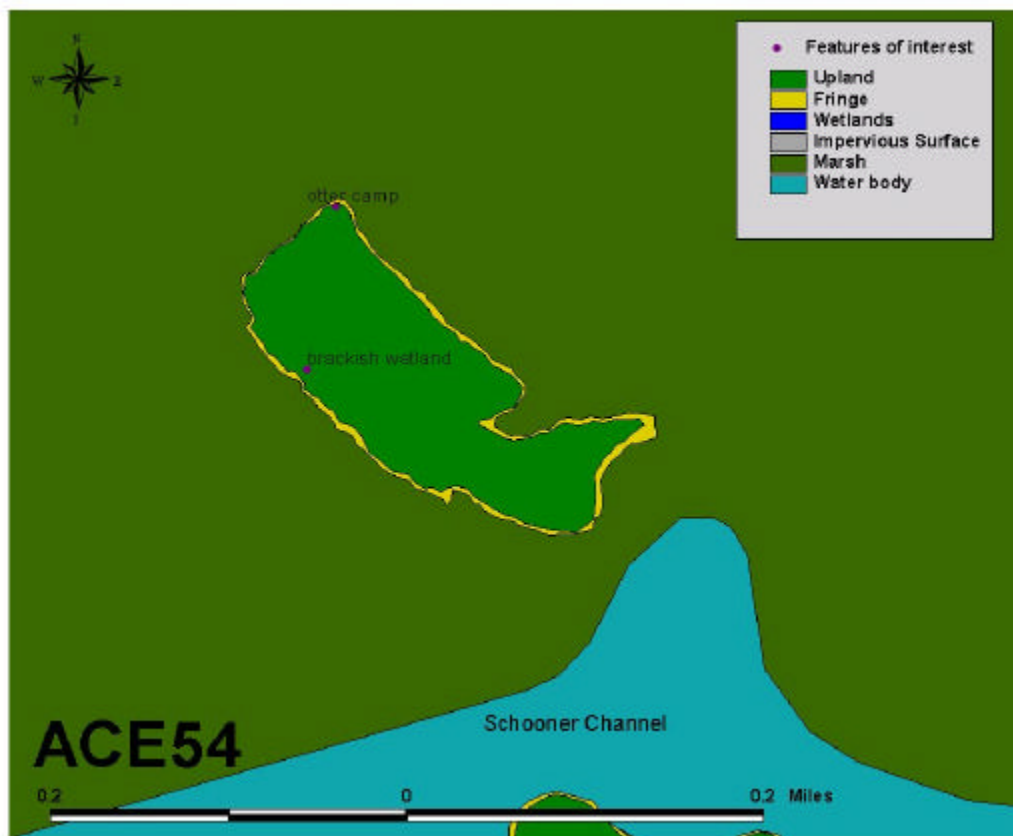 N
W E
Features of interest
Upland
Fringe
Wetlands
Impervious Surface
Marsh
Water body
otter camp
brackish wetland
Schooner Channel
ACE54
0.2 0 0.2 Miles